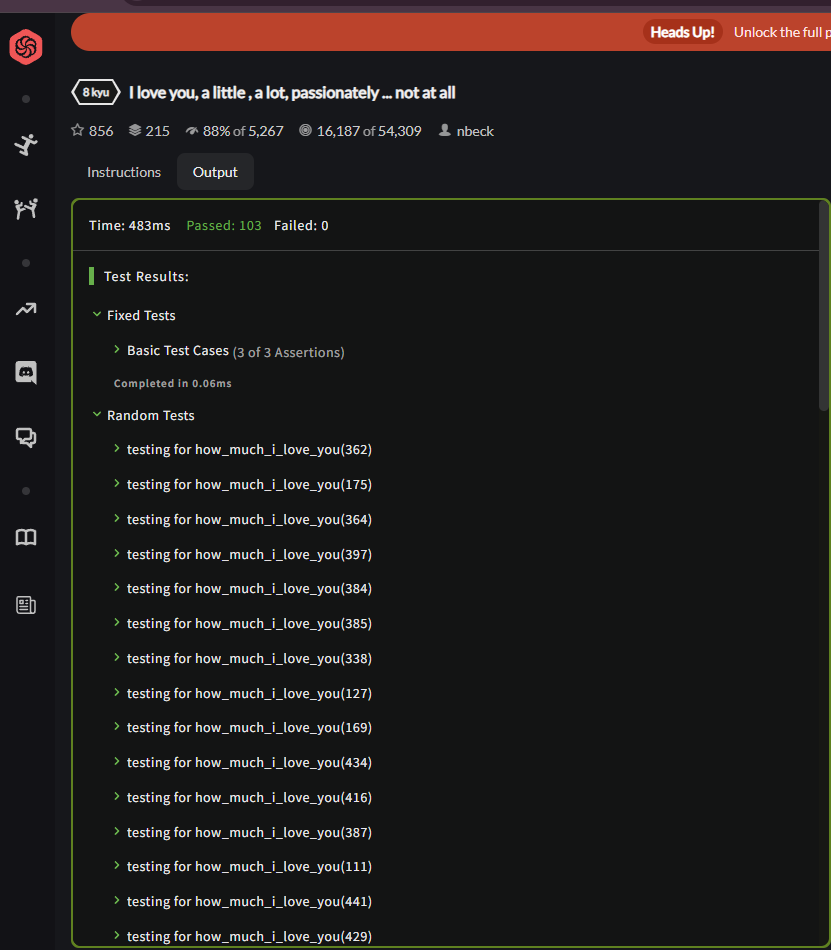 Heads Up! Unlock the full p
8 kyu I love you, a little , a lot, passionately ... not at all
856 215 88% of 5,267 16,187 of 54,309 nbeck
Instructions Output
Time: 483ms Passed: 103 Failed: 0
Test Results:
Fixed Tests
Basic Test Cases (3 of 3 Assertions)
Completed in 0.06ms
Random Tests
testing for how_much_i_love_you(362)
testing for how_much_i_love_you(175)
testing for how_much_i_love_you(364)
testing for how_much_i_love_you(397)
testing for how_much_i_love_you(384)
testing for how_much_i_love_you(385)
testing for how_much_i_love_you(338)
testing for how_much_i_love_you(127)
testing for how_much_i_love_you(169)
testing for how_much_i_love_you(434)
testing for how_much_i_love_you(416)
testing for how_much_i_love_you(387)
testing for how_much_i_love_you(111)
testing for how_much_i_love_you(441)
testing for how_much_i_love_you(429)